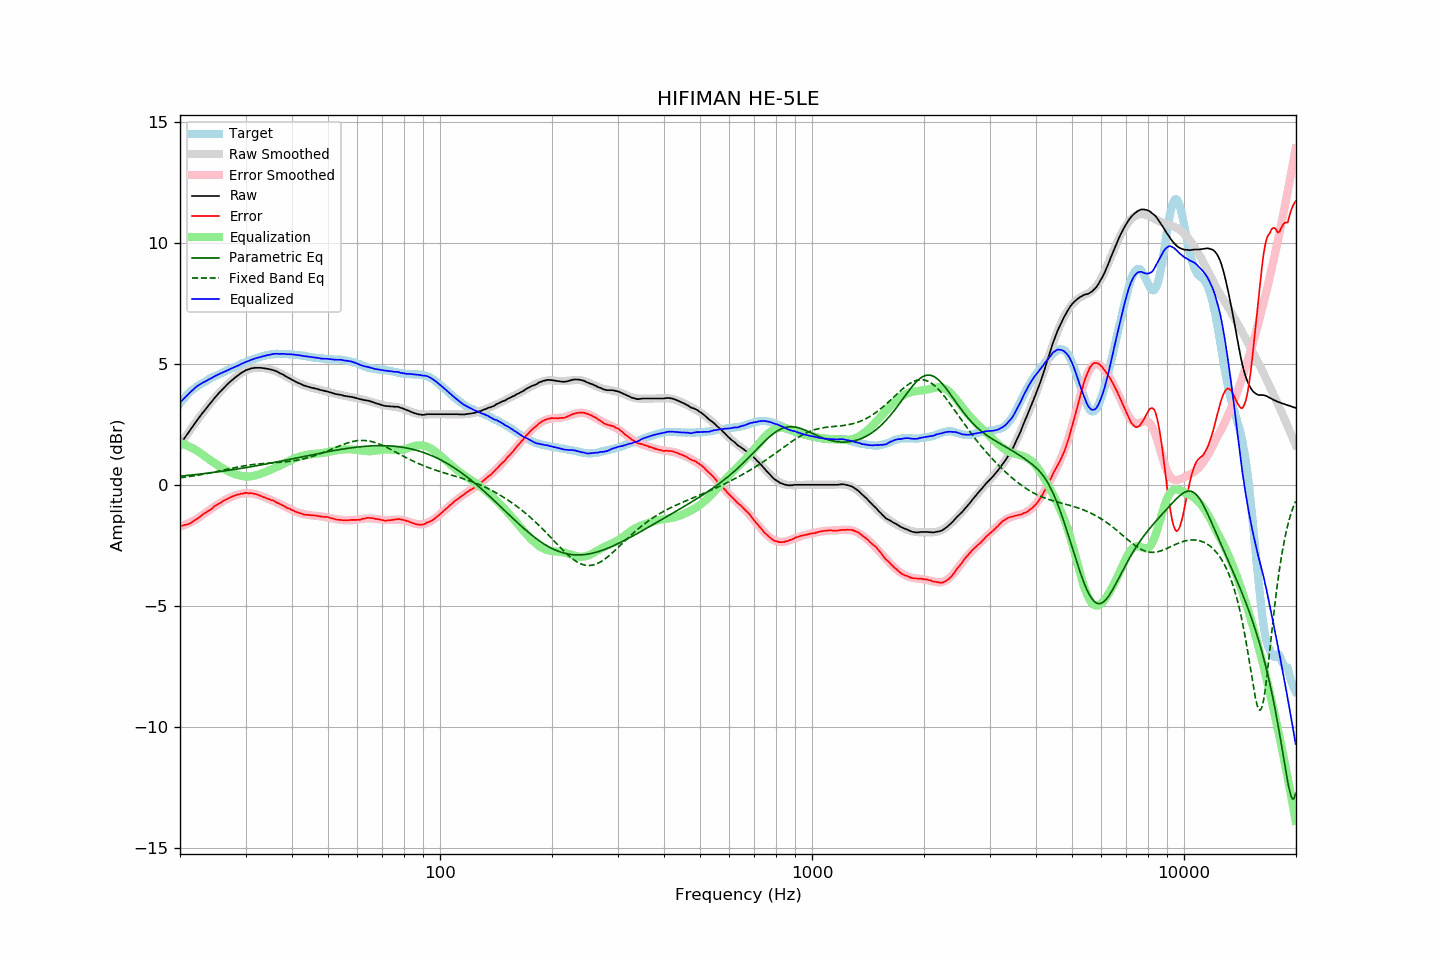 HIFIMAN HE-5LE
15
10
5
0
−5
−10
−15
Amplitude (dBr)
Target
Raw Smoothed
Error Smoothed
Raw
Error
Equalization
Parametric Eq
Fixed Band Eq
Equalized
100
1000
10000
Frequency (Hz)